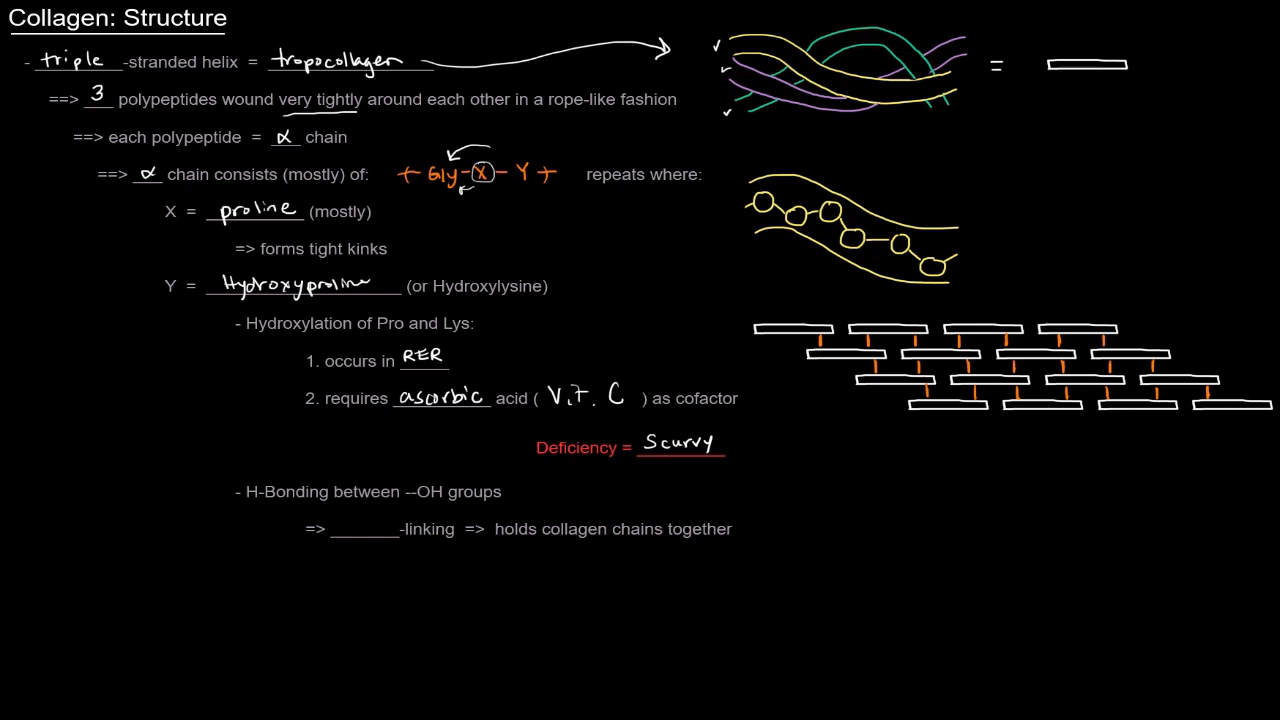 Collagen: Structure
- triple -stranded helix = tropocollagen
==> 3 polypeptides wound very tightly around each other in a rope-like fashion
==> each polypeptide = α chain
==> α chain consists (mostly) of: Gly - X - Y repeats where:
X = proline (mostly)
=> forms tight kinks
Y = Hydroxyproline (or Hydroxylysine)
- Hydroxylation of Pro and Lys:
1. occurs in RER
2. requires ascorbic acid ( Vit. C ) as cofactor
Deficiency = Scurvy
- H-Bonding between --OH groups
=> _______-linking => holds collagen chains together
=